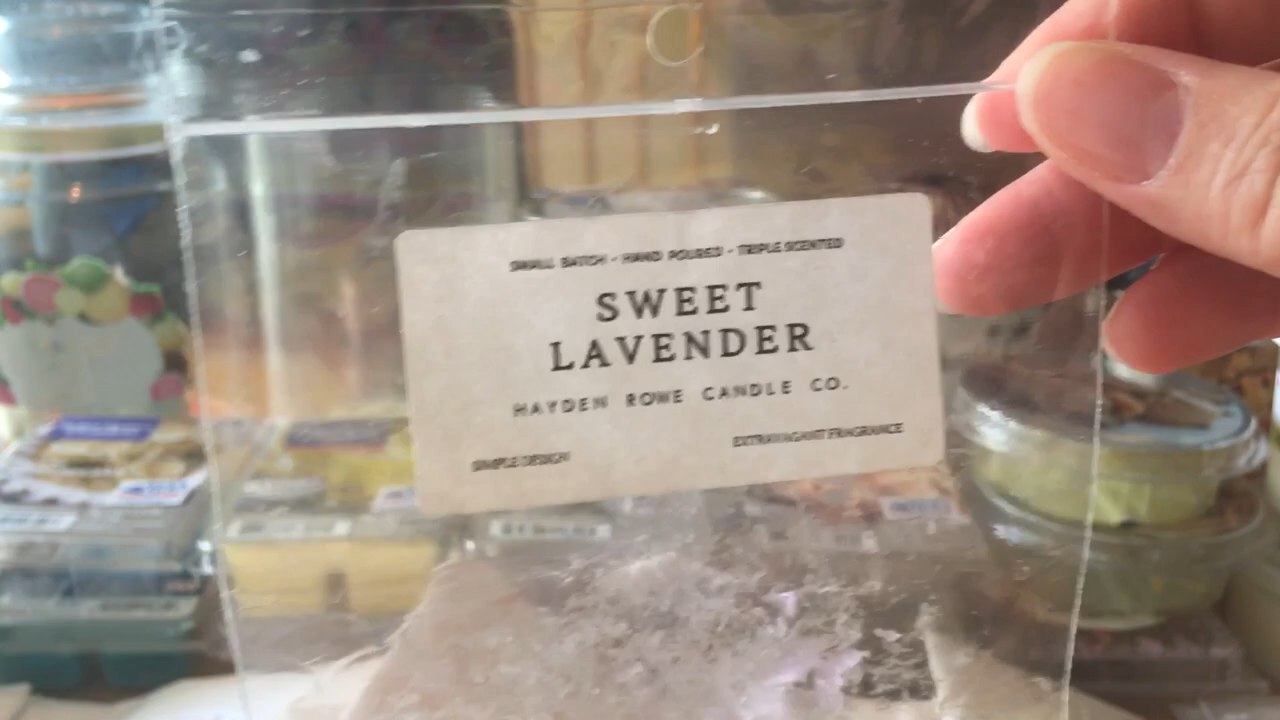 SMALL BATCH - HAND POURED - TRIPLE SCENTED
SWEET
LAVENDER
HAYDEN ROWE CANDLE CO.
EXTRAVAGANT FRAGRANCE
SIMPLE DESIGN